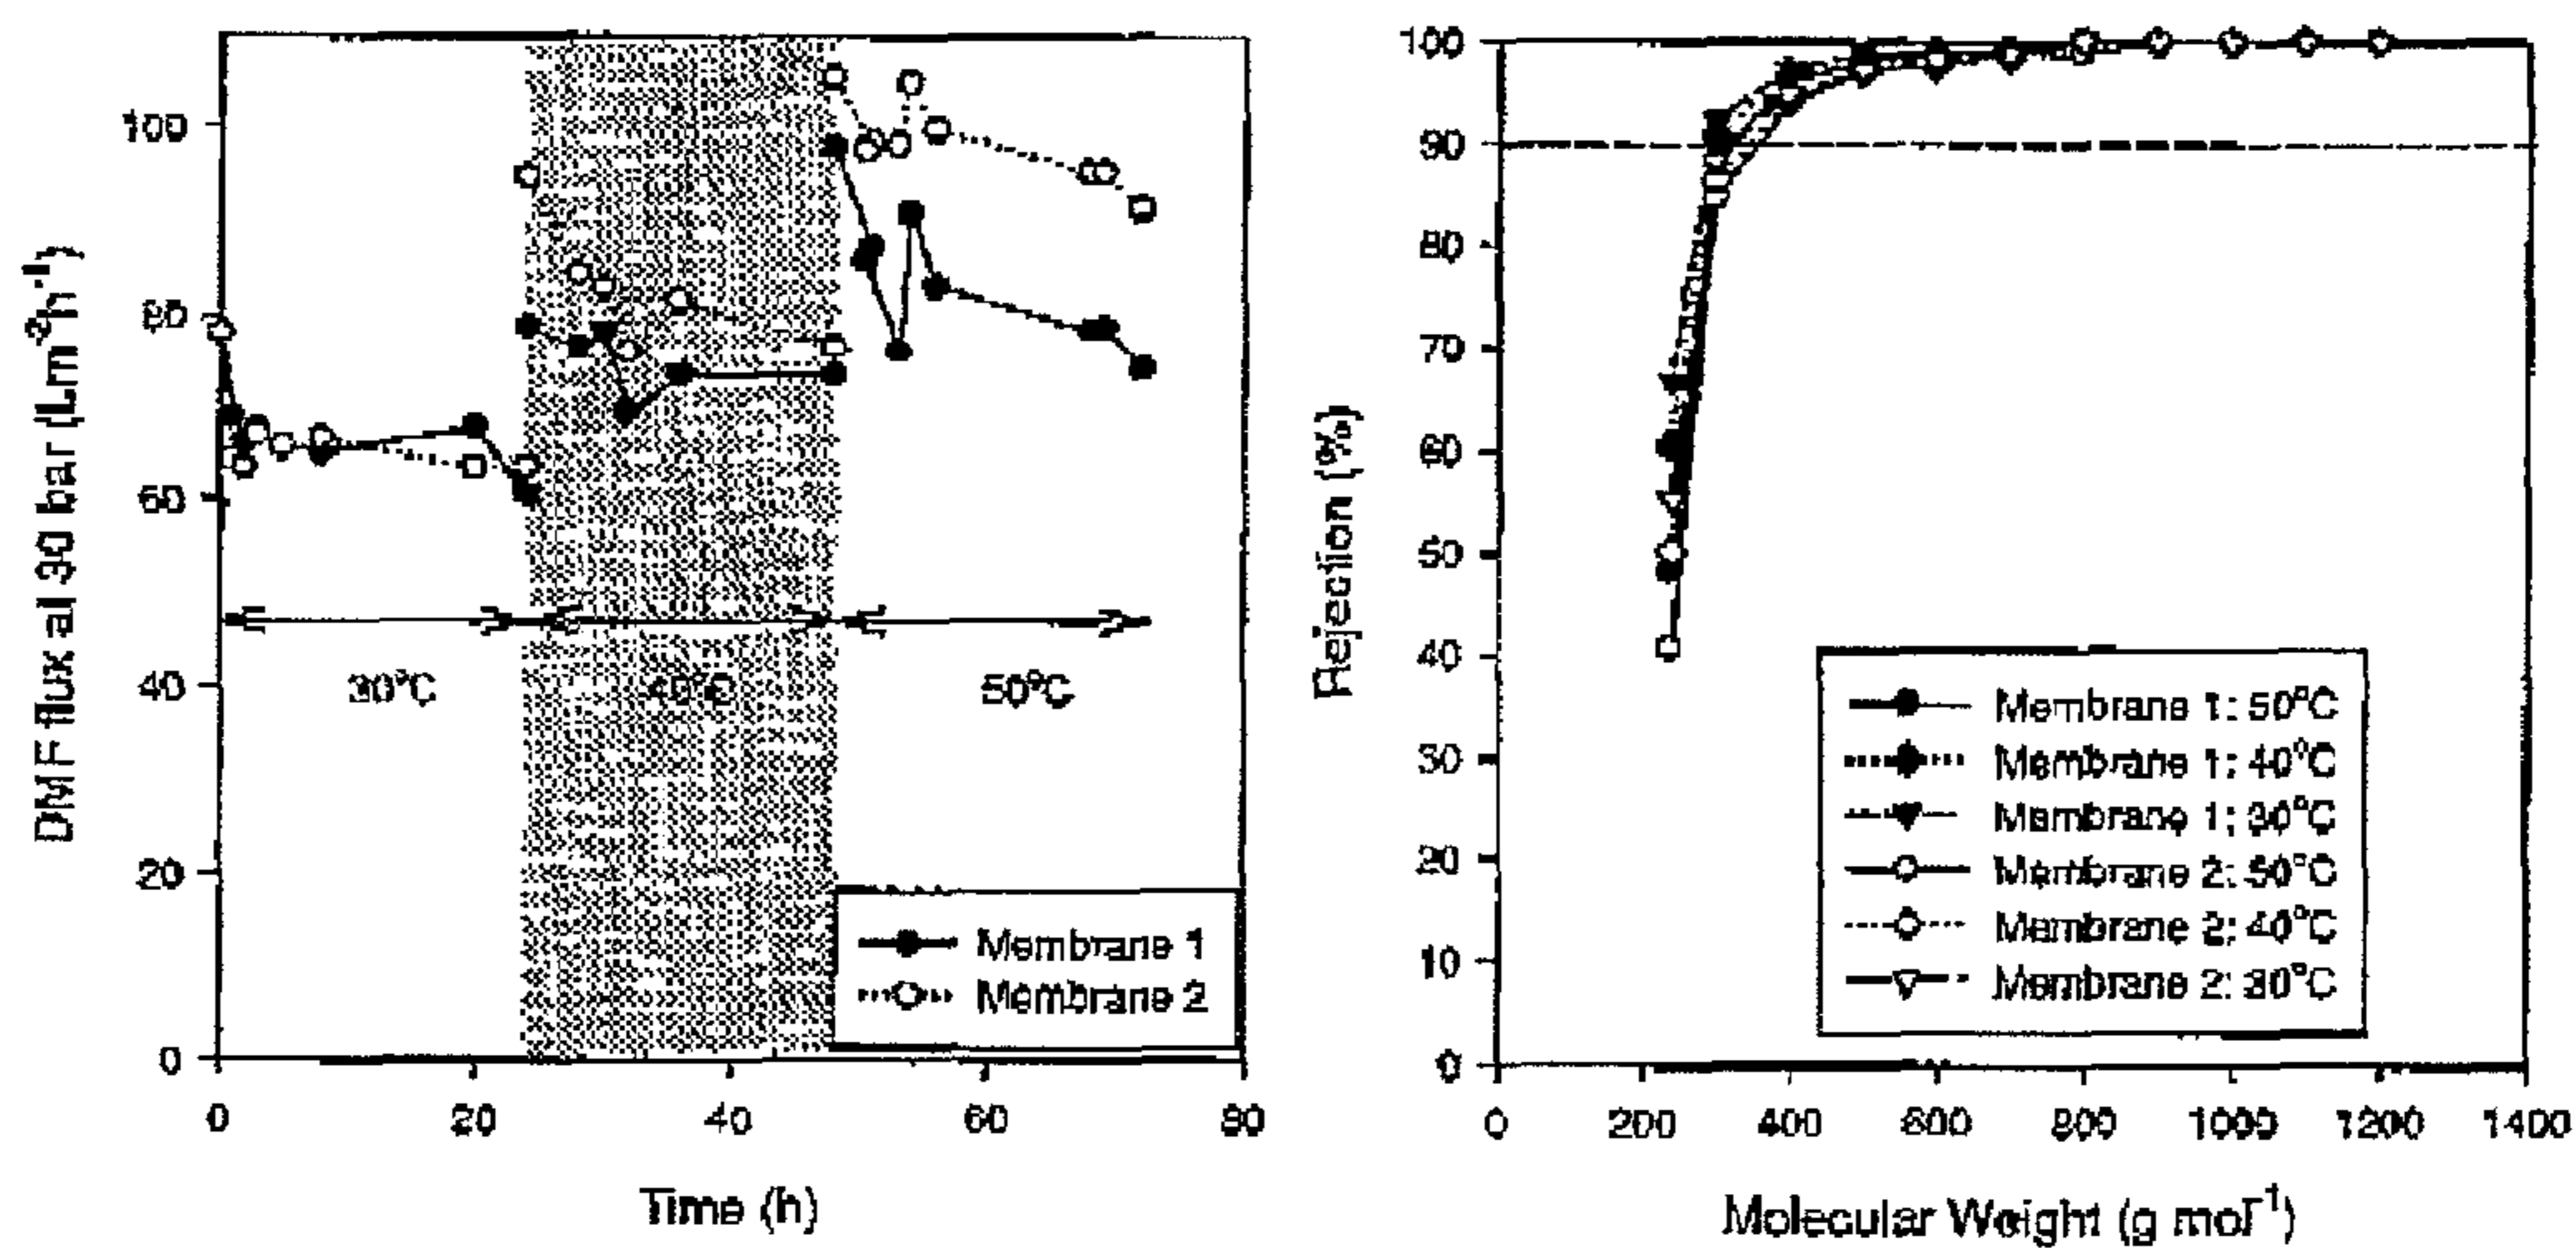 DMF flux at 30 bar (Lm⁻²h⁻¹)
100
80
60
40
20
0
30°C
40°C
50°C
Membrane 1
Membrane 2
0 20 40 60 80
Time (h)
Rejection (%)
100
90
80
70
60
50
40
30
20
10
0
Membrane 1: 50°C
Membrane 1: 40°C
Membrane 1: 30°C
Membrane 2: 50°C
Membrane 2: 40°C
Membrane 2: 30°C
0 200 400 600 800 1000 1200 1400
Molecular Weight (g mol⁻¹)